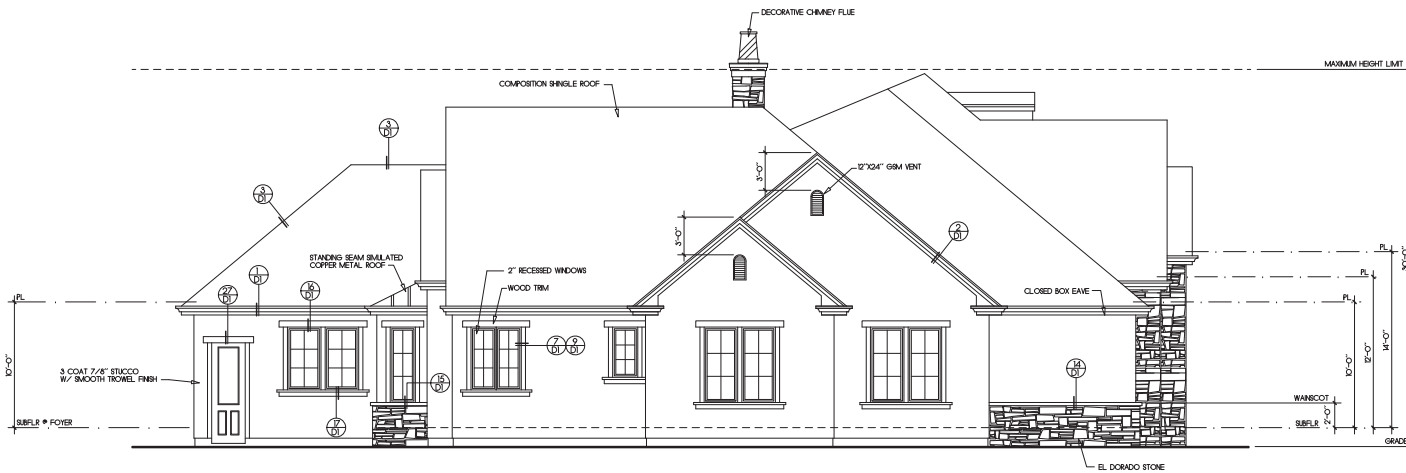 DECORATIVE CHIMNEY FLUE
MAXIMUM HEIGHT LIMIT
COMPOSITION SHINGLE ROOF
3
D1
3'-0"
12"X24" GSM VENT
3
D1
3'-0"
2
D1
STANDING SEAM SIMULATED
COPPER METAL ROOF
2" RECESSED WINDOWS
WOOD TRIM
1
D1
16
D1
27
D1
CLOSED BOX EAVE
PL
PL
PL
PL
10'-0"
7
D1
9
D1
3 COAT 7/8" STUCCO
W/ SMOOTH TROWEL FINISH
15
D1
17
D1
14
D1
10'-0"
12'-0"
14'-0"
WAINSCOT
2'-0"
SUBFLR @ FOYER
SUBFLR
GRADE
EL DORADO STONE